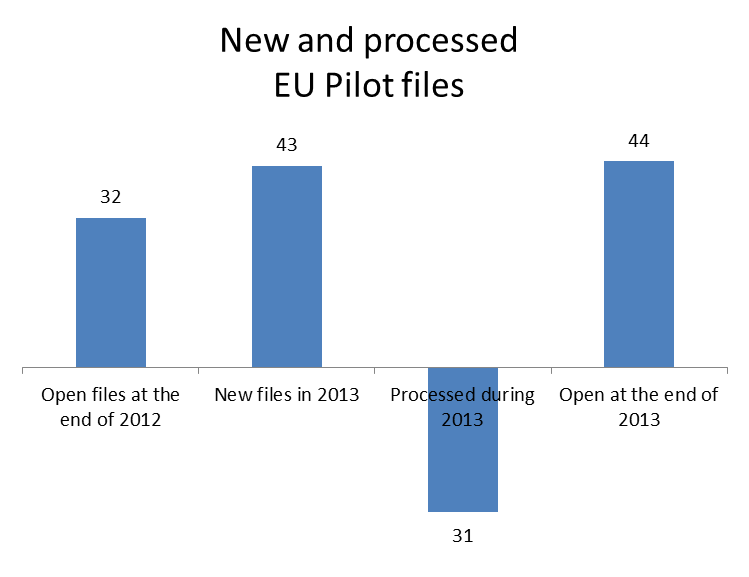 New and processed
EU Pilot files
32
43
44
Open files at the
end of 2012
New files in 2013
Processed during
2013
Open at the end of
2013
31